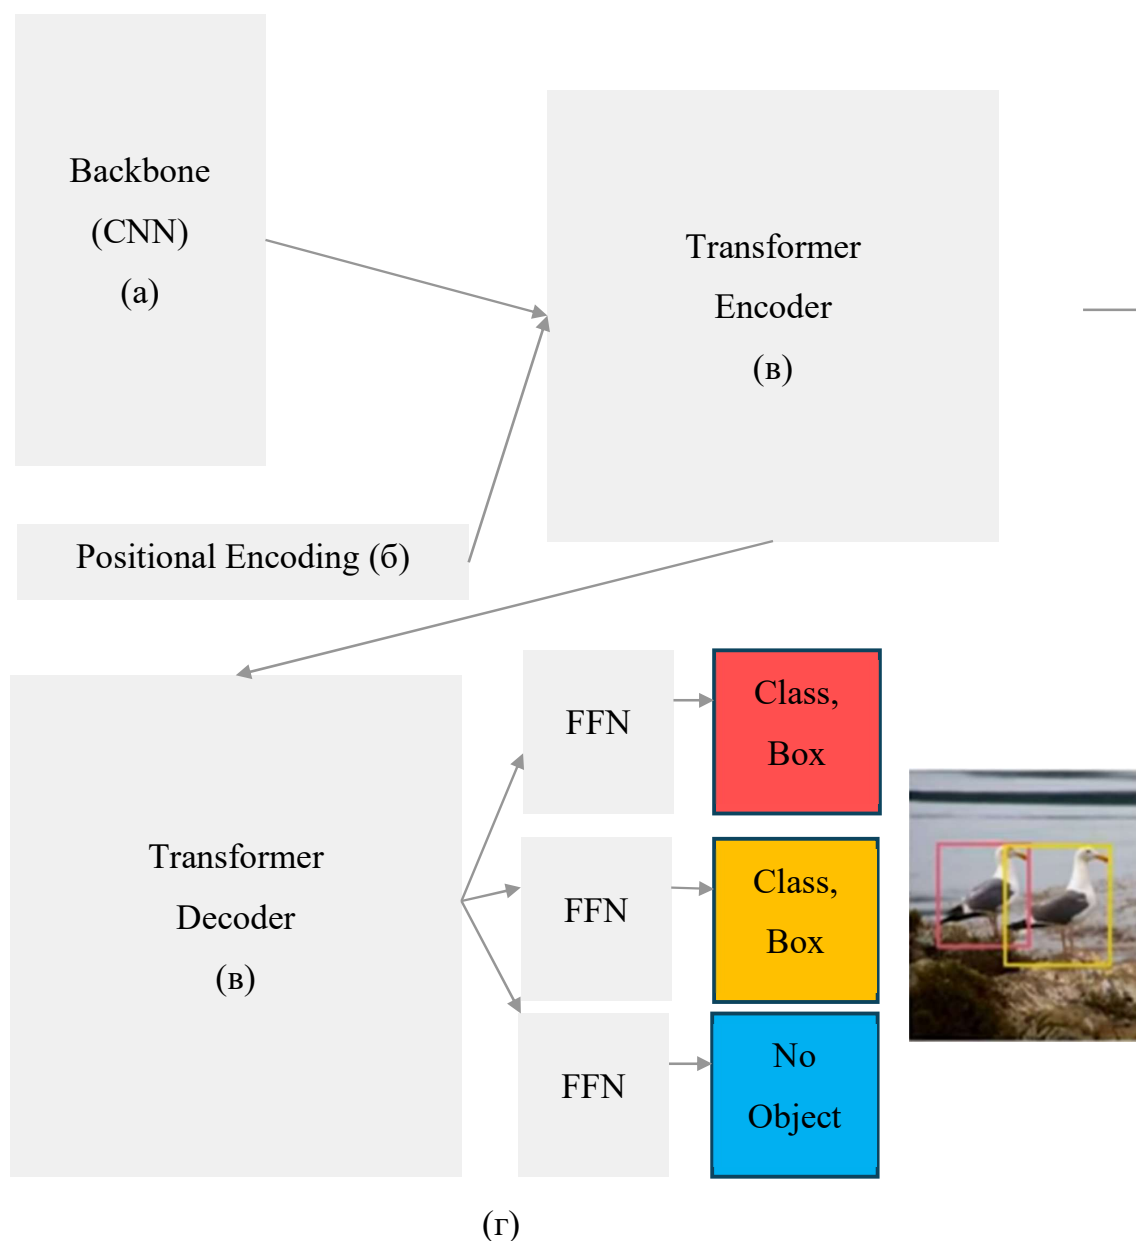 Backbone
(CNN)
(а)
Transformer
Encoder
(в)
Positional Encoding (б)
Transformer
Decoder
(в)
FFN
Class,
Box
FFN
Class,
Box
FFN
No
Object
(г)